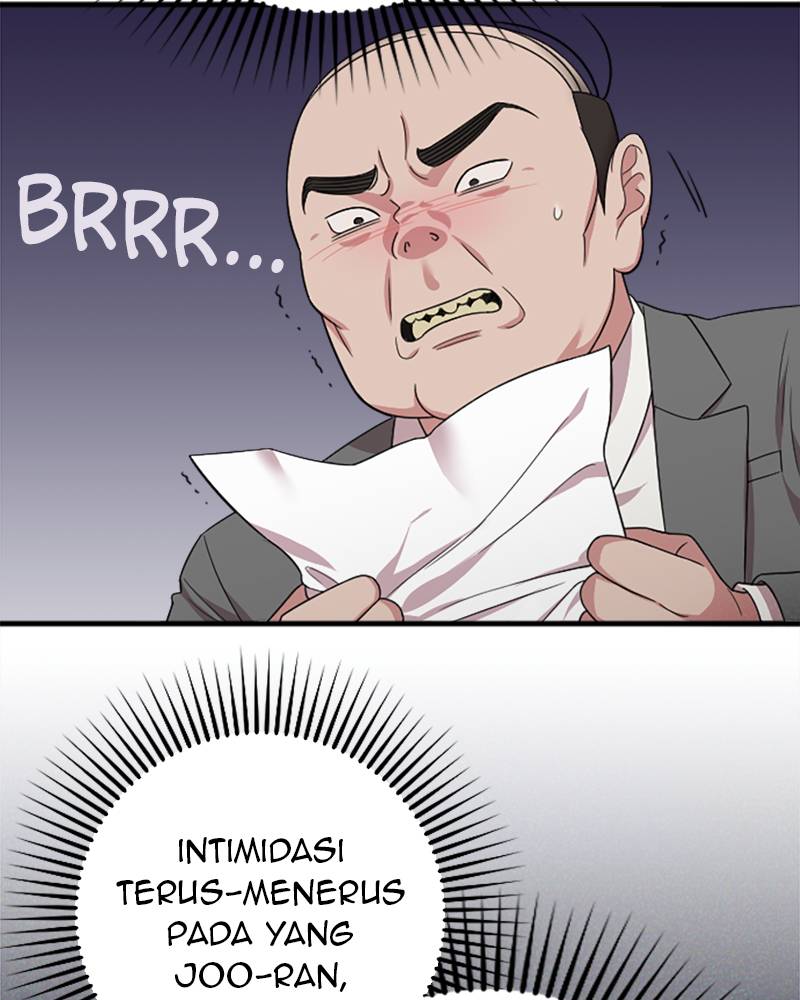 BRRR...
INTIMIDASI
TERUS-MENERUS
PADA YANG
JOO-RAN,